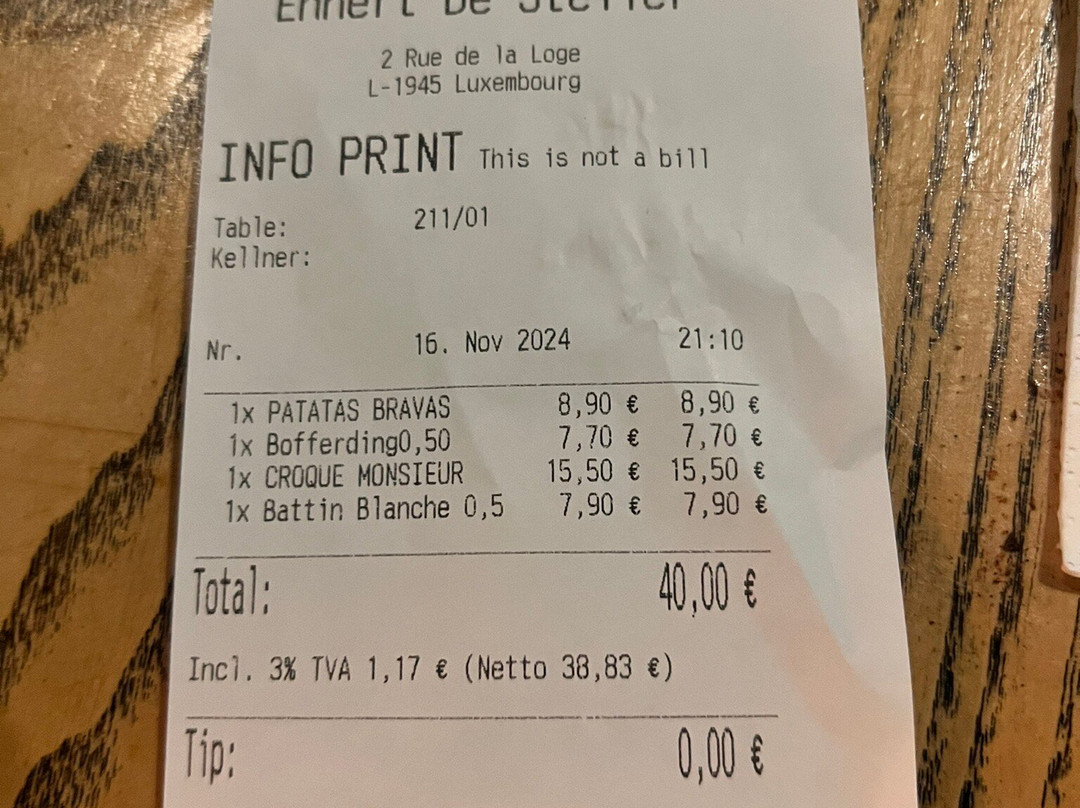 2 Rue de la Loge
L-1945 Luxembourg
INFO PRINT This is not a bill
Table: 211/01
Kellner:
Nr. 16. Nov 2024 21:10
1x PATATAS BRAVAS 8,90 € 8,90 €
1x Bofferding0,50 7,70 € 7,70 €
1x CROQUE MONSIEUR 15,50 € 15,50 €
1x Battin Blanche 0,5 7,90 € 7,90 €
Total: 40,00 €
Incl. 3% TVA 1,17 € (Netto 38,83 €)
Tip: 0,00 €